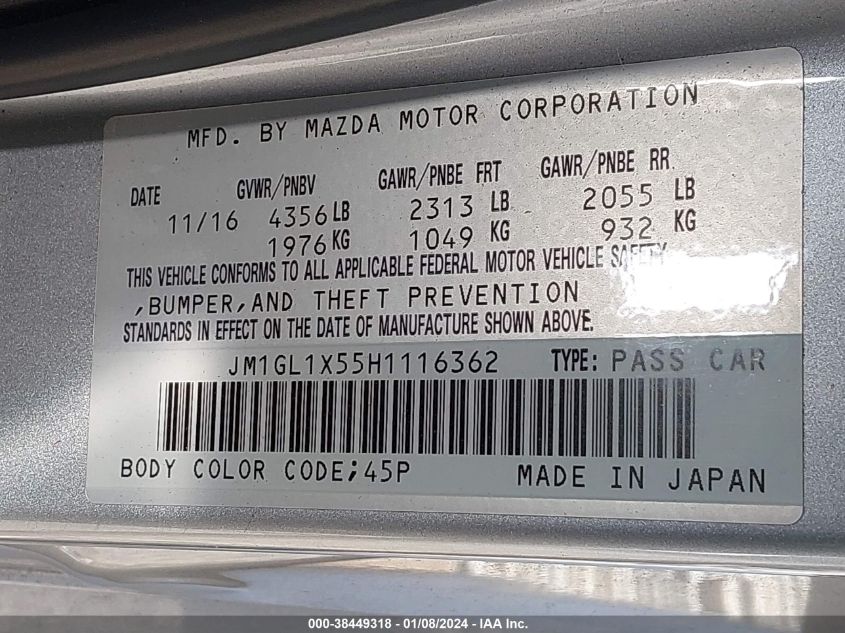 MFD. BY MAZDA MOTOR CORPORATION
DATE GVWR/PNBV GAWR/PNBE FRT GAWR/PNBE RR
11/16 4356 LB 2313 LB 2055 LB
1976 KG 1049 KG 932 KG
THIS VEHICLE CONFORMS TO ALL APPLICABLE FEDERAL MOTOR VEHICLE SAFETY
,BUMPER,AND THEFT PREVENTION
STANDARDS IN EFFECT ON THE DATE OF MANUFACTURE SHOWN ABOVE.
JM1GL1X55H1116362 TYPE: PASS CAR
BODY COLOR CODE;45P MADE IN JAPAN
000-38449318 - 01/08/2024 - IAA Inc.